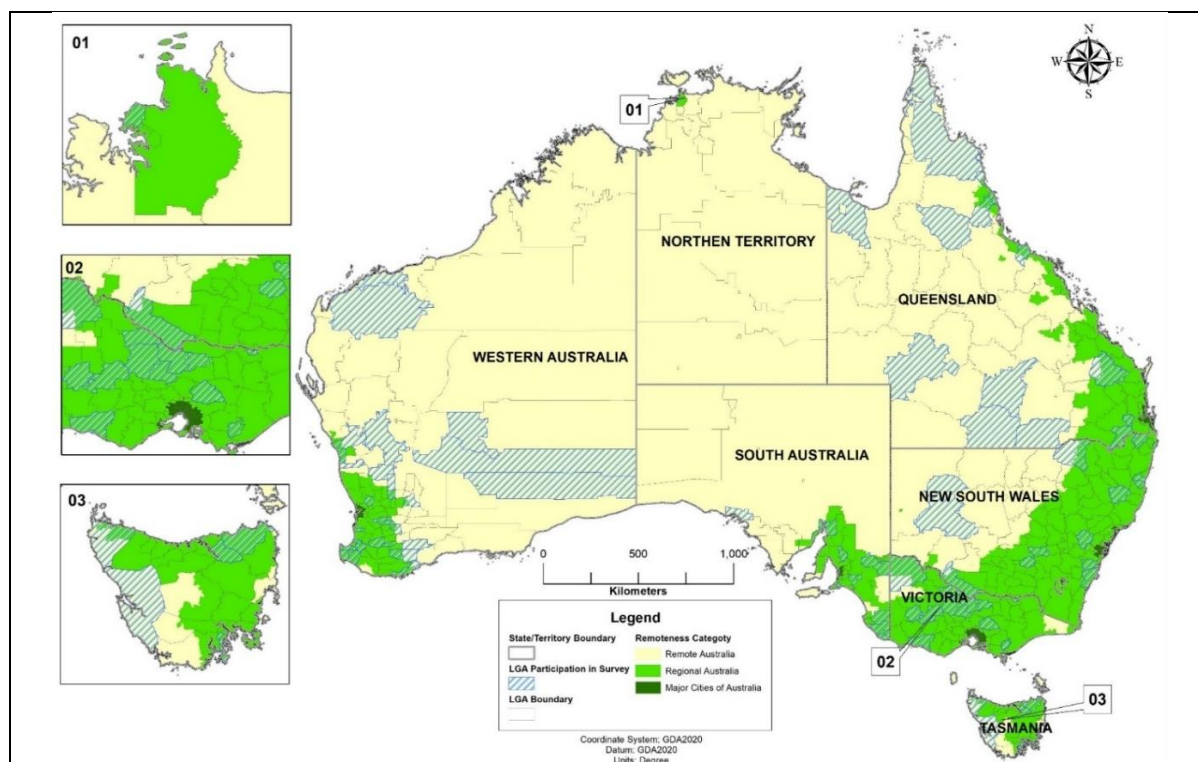 01
N
W
E
S
01
02
NORTHEN TERRITORY
QUEENSLAND
WESTERN AUSTRALIA
SOUTH AUSTRALIA
NEW SOUTH WALES
03
0
500
1,000
Kilometers
VICTORIA
Legend
State/Territory Boundary
Remoteness Categoty
Remote Australia
LGA Participation in Survey
Regional Australia
Major Cities of Australia
LGA Boundary
02
03
TASMANIA
Coordinate System: GDA2020
Datum: GDA2020
Units: Degree